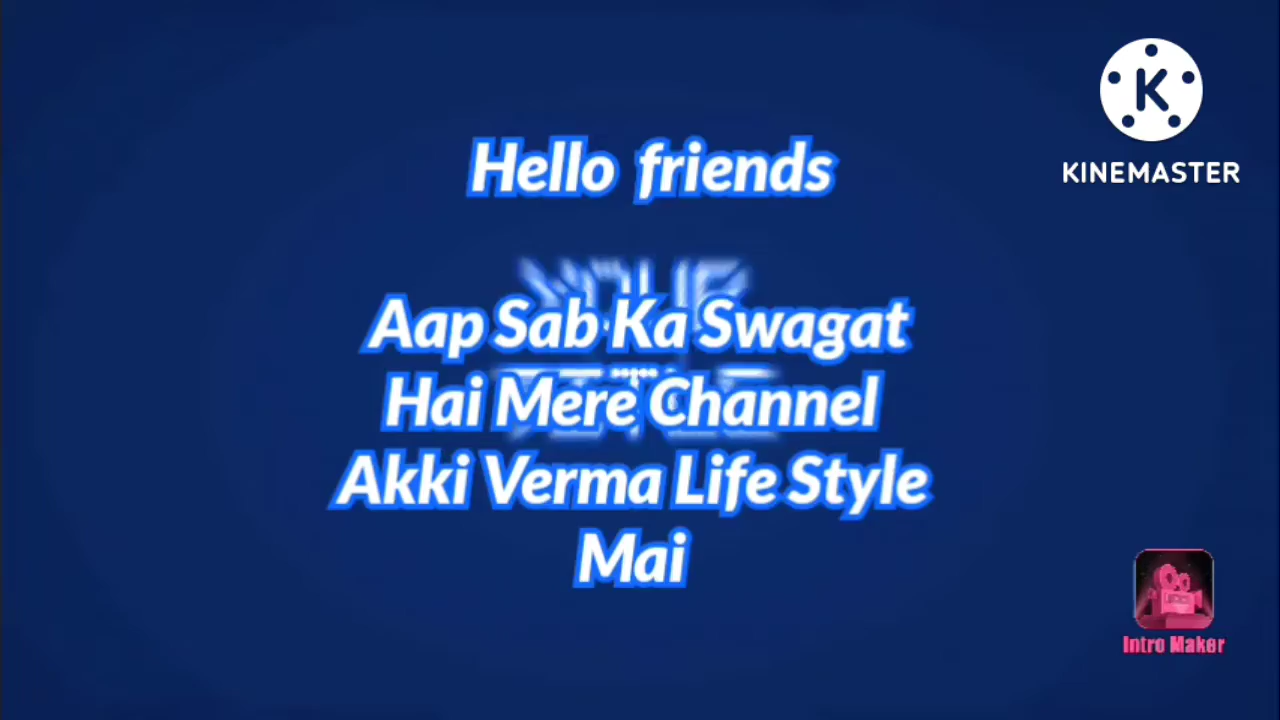 KINEMASTER
Hello friends
Aap Sab Ka Swagat
Hai Mere Channel
Akki Verma Life Style
Mai
Intro Maker